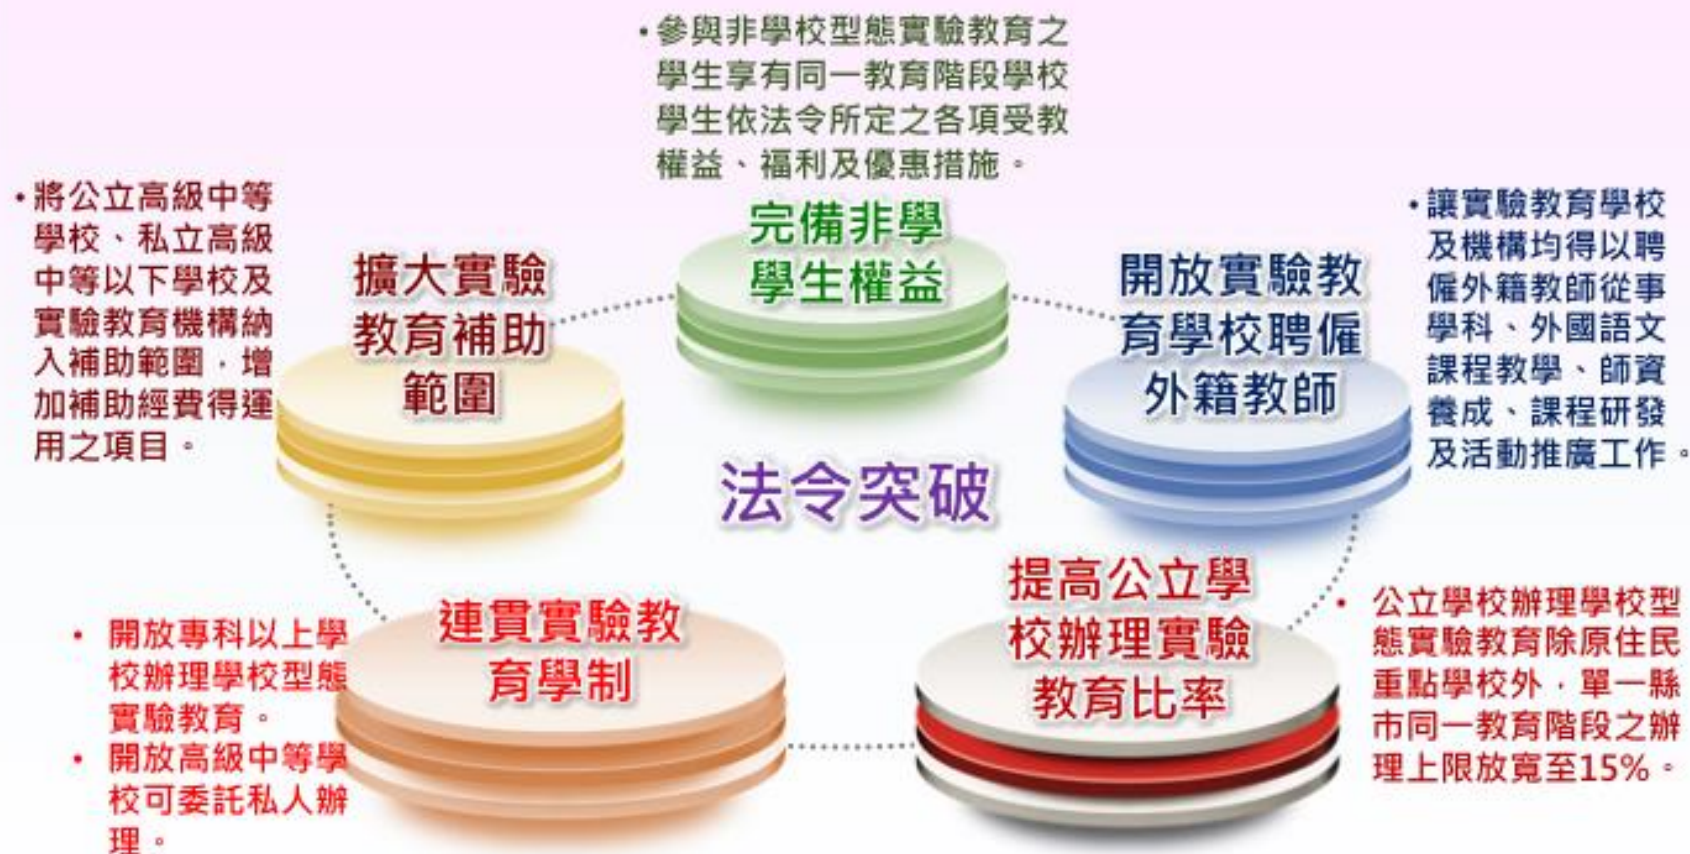 •參與非學校型態實驗教育之
學生享有同一教育階段學校
學生依法令所定之各項受教
權益、福利及優惠措施。
完備非學
學生權益
•將公立高級中等
學校、私立高級
中等以下學校及
實驗教育機構納
入補助範圍，增
加補助經費得運
用之項目。
擴大實驗
教育補助
範圍
開放實驗教
育學校聘僱
外籍教師
•讓實驗教育學校
及機構均得以聘
僱外籍教師從事
學科、外國語文
課程教學、師資
養成、課程研發
及活動推廣工作。
法令突破
• 開放專科以上學
校辦理學校型態
實驗教育。
• 開放高級中等學
校可委託私人辦
理。
連貫實驗教
育學制
提高公立學
校辦理實驗
教育比率
• 公立學校辦理學校型
態實驗教育除原住民
重點學校外，單一縣
市同一教育階段之辦
理上限放寬至15%。